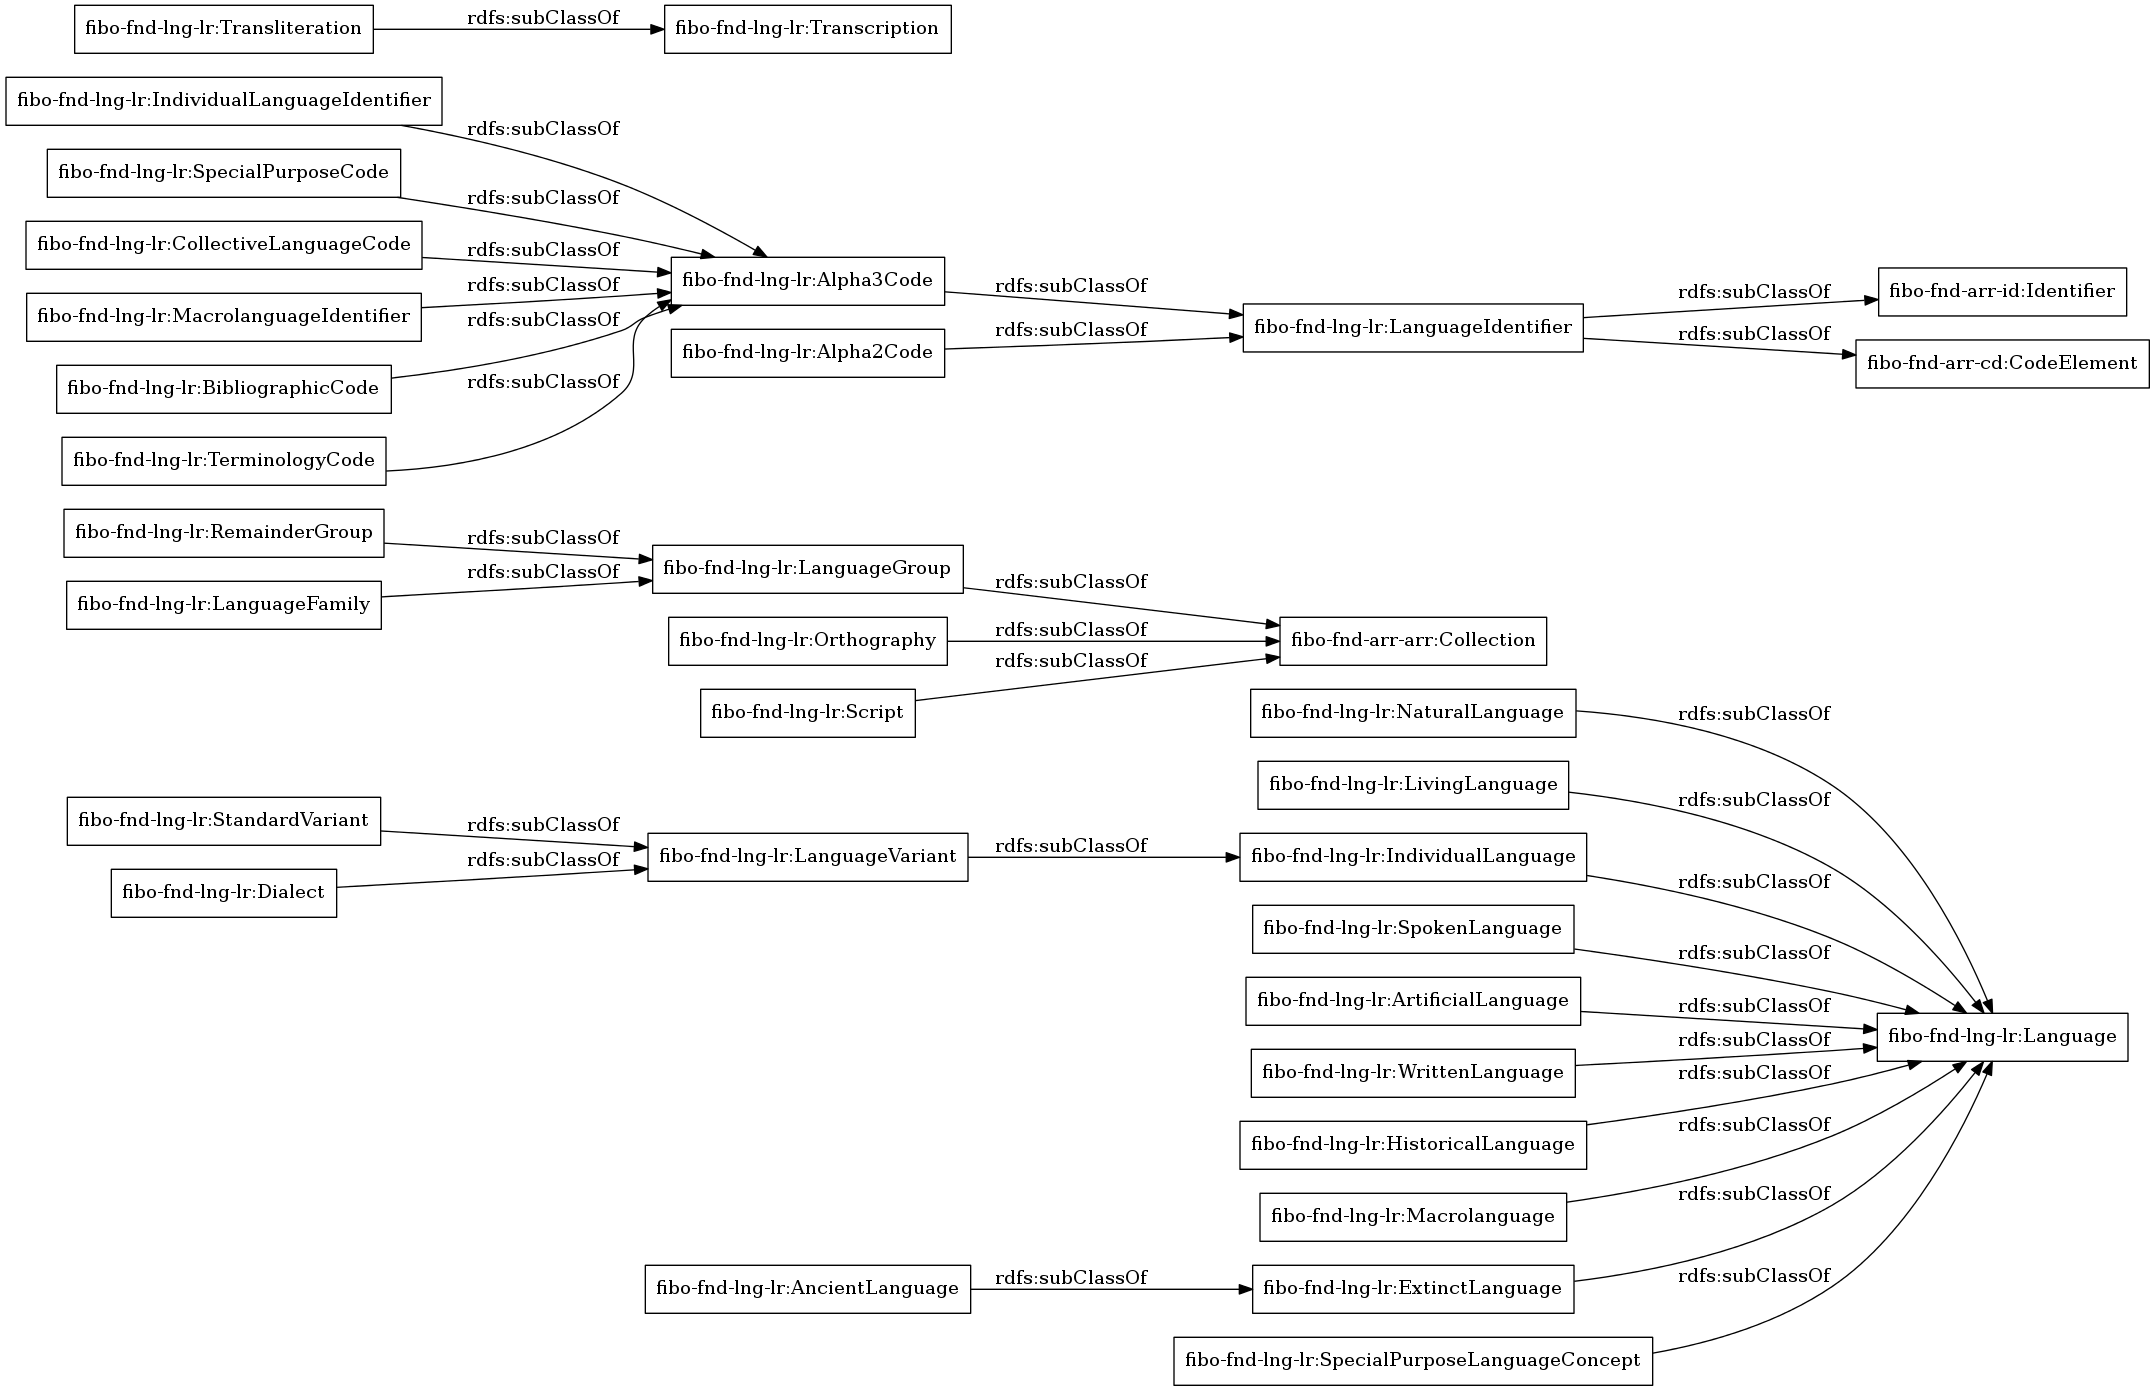 fibo-fnd-lng-lr:Transliteration
rdfs:subClassOf
fibo-fnd-lng-lr:Transcription
fibo-fnd-lng-lr:IndividualLanguageIdentifier
rdfs:subClassOf
fibo-fnd-lng-lr:SpecialPurposeCode
rdfs:subClassOf
fibo-fnd-lng-lr:CollectiveLanguageCode
rdfs:subClassOf
fibo-fnd-lng-lr:MacrolanguageIdentifier
rdfs:subClassOf
fibo-fnd-lng-lr:BibliographicCode
rdfs:subClassOf
fibo-fnd-lng-lr:TerminologyCode
rdfs:subClassOf
fibo-fnd-lng-lr:Alpha3Code
rdfs:subClassOf
fibo-fnd-lng-lr:Alpha2Code
rdfs:subClassOf
fibo-fnd-lng-lr:LanguageIdentifier
rdfs:subClassOf
fibo-fnd-arr-id:Identifier
rdfs:subClassOf
fibo-fnd-arr-cd:CodeElement
fibo-fnd-lng-lr:RemainderGroup
rdfs:subClassOf
fibo-fnd-lng-lr:LanguageFamily
rdfs:subClassOf
fibo-fnd-lng-lr:LanguageGroup
rdfs:subClassOf
fibo-fnd-lng-lr:Orthography
rdfs:subClassOf
fibo-fnd-lng-lr:Script
rdfs:subClassOf
fibo-fnd-arr-arr:Collection
fibo-fnd-lng-lr:NaturalLanguage
rdfs:subClassOf
fibo-fnd-lng-lr:LivingLanguage
rdfs:subClassOf
fibo-fnd-lng-lr:StandardVariant
rdfs:subClassOf
fibo-fnd-lng-lr:Dialect
rdfs:subClassOf
fibo-fnd-lng-lr:LanguageVariant
rdfs:subClassOf
fibo-fnd-lng-lr:IndividualLanguage
rdfs:subClassOf
fibo-fnd-lng-lr:SpokenLanguage
rdfs:subClassOf
fibo-fnd-lng-lr:ArtificialLanguage
rdfs:subClassOf
fibo-fnd-lng-lr:WrittenLanguage
rdfs:subClassOf
fibo-fnd-lng-lr:HistoricalLanguage
rdfs:subClassOf
fibo-fnd-lng-lr:Macrolanguage
rdfs:subClassOf
fibo-fnd-lng-lr:AncientLanguage
rdfs:subClassOf
fibo-fnd-lng-lr:ExtinctLanguage
rdfs:subClassOf
fibo-fnd-lng-lr:SpecialPurposeLanguageConcept
rdfs:subClassOf
fibo-fnd-lng-lr:Language